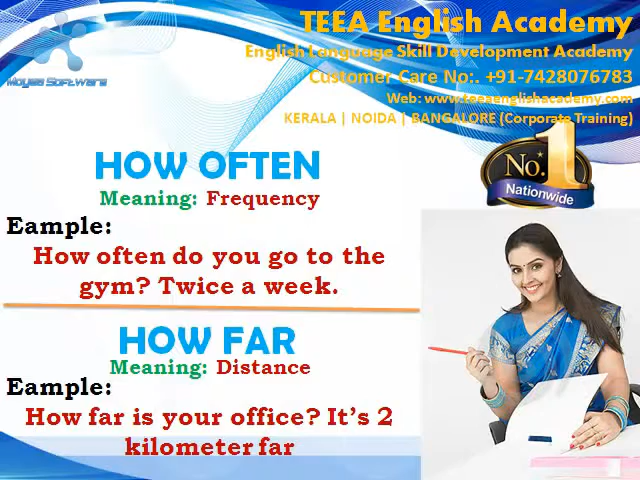 TEEA English Academy
English Language Skill Development Academy
Customer Care No:. +91-7428076783
Web: www.teeaenglishacademy.com
KERALA | NOIDA | BANGALORE (Corporate Training)
Moyee Software
No. 1
Nationwide
HOW OFTEN
Meaning: Frequency
Eample:
How often do you go to the
gym? Twice a week.
HOW FAR
Meaning: Distance
Eample:
How far is your office? It's 2
kilometer far